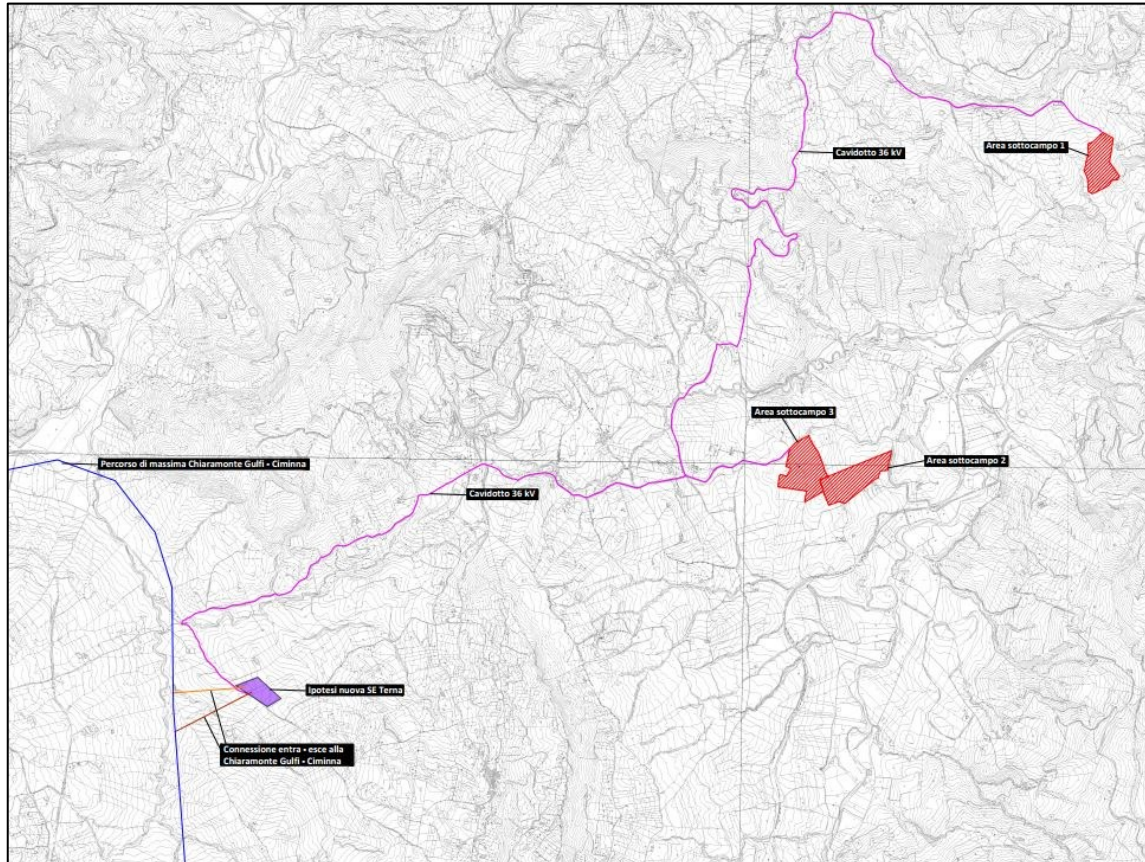 Cavidotto 36 kV
Area sottocampo 1
Area sottocampo 3
Area sottocampo 2
Percorso di massima Chiaramonte Gulfi - Ciminna
Cavidotto 36 kV
Ipotesi nuova SE Terna
Connessione entra - esce alla
Chiaramonte Gulfi - Ciminna